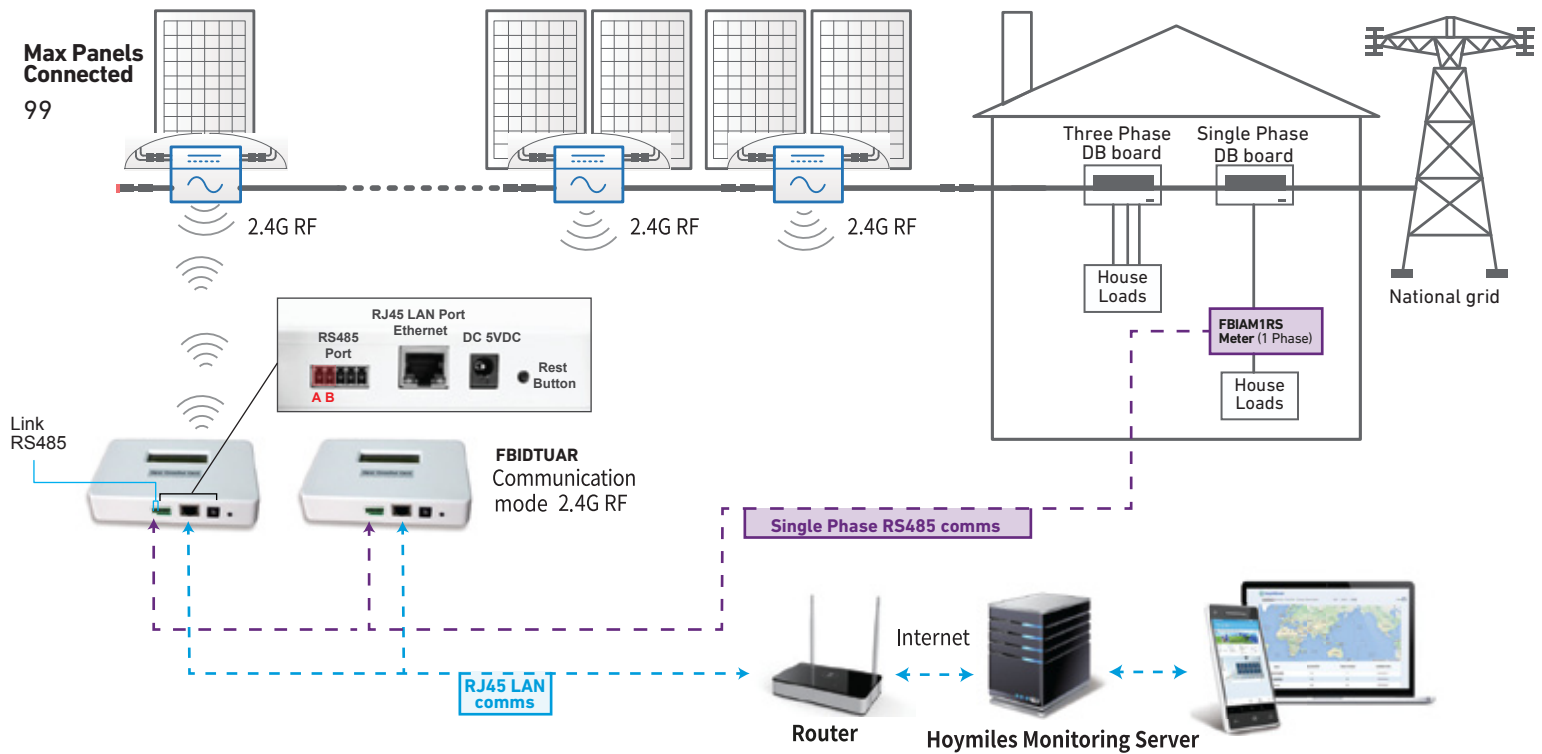 Max Panels
Connected
99
2.4G RF
2.4G RF
2.4G RF
Three Phase
DB board
Single Phase
DB board
House
Loads
National grid
FBIAM1RS
Meter (1 Phase)
House
Loads
RJ45 LAN Port
Ethernet
RS485
Port
DC 5VDC
Rest
Button
A B
Link
RS485
FBIDTUAR
Communication
mode 2.4G RF
Single Phase RS485 comms
RJ45 LAN
comms
Internet
Router
Hoymiles Monitoring Server